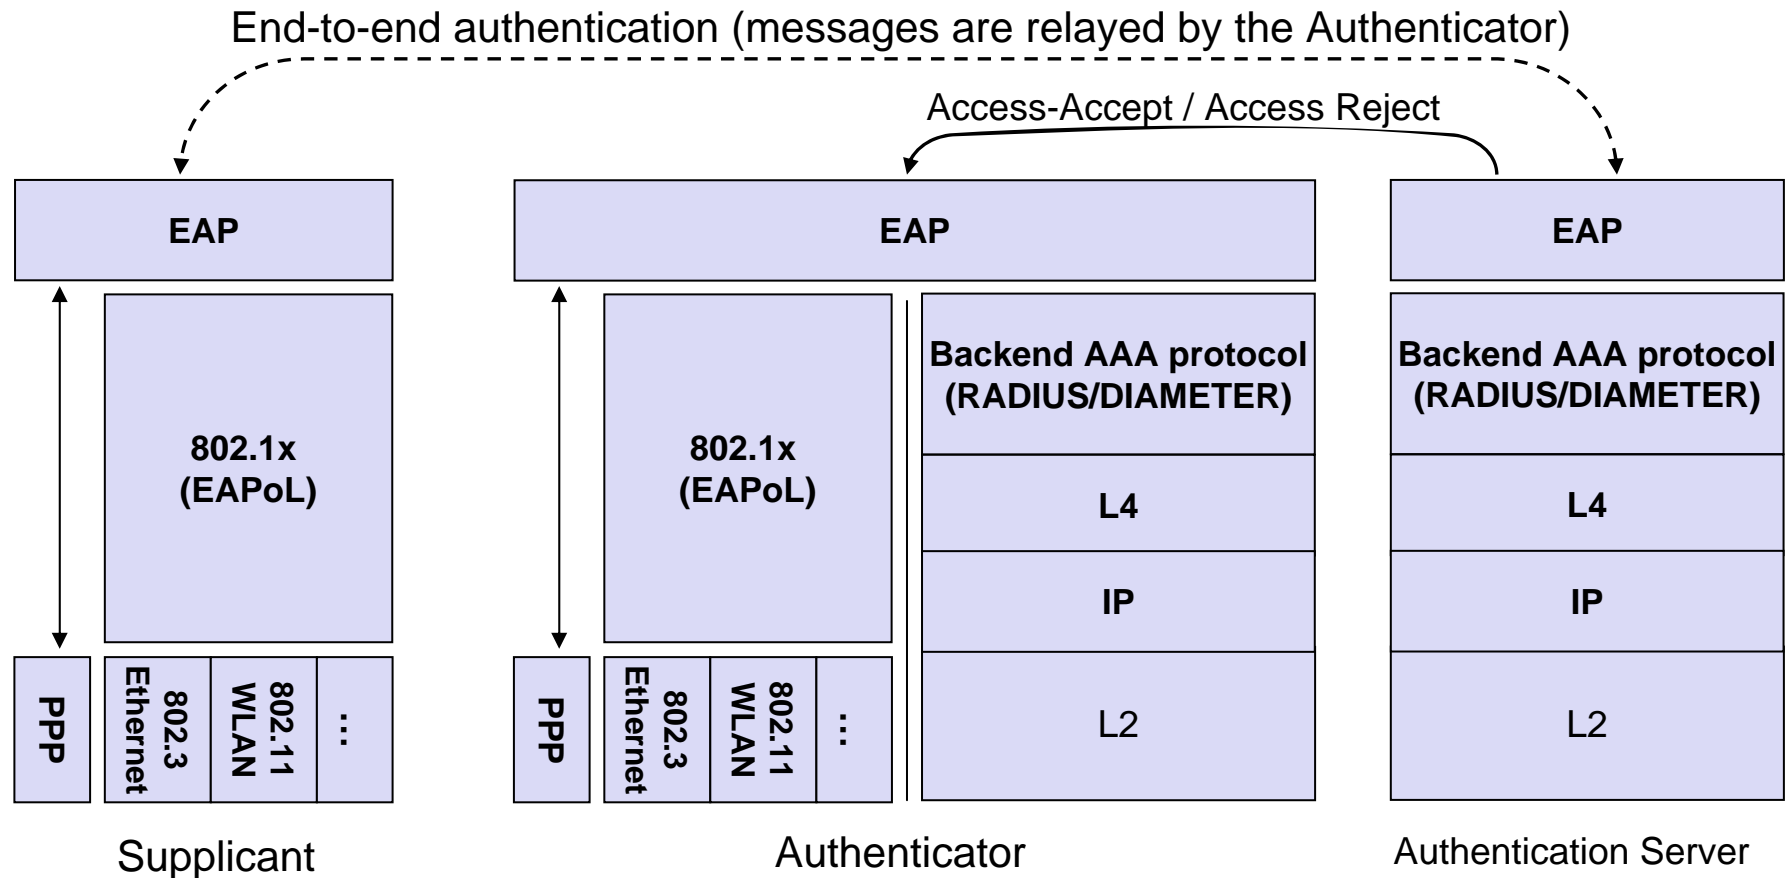 End-to-end authentication (messages are relayed by the Authenticator)
Access-Accept / Access Reject
EAP
EAP
EAP
802.1x
(EAPoL)
802.1x
(EAPoL)
Backend AAA protocol
(RADIUS/DIAMETER)
Backend AAA protocol
(RADIUS/DIAMETER)
L4
L4
IP
IP
PPP
802.3
Ethernet
802.11
WLAN
...
PPP
802.3
Ethernet
802.11
WLAN
...
L2
L2
Supplicant
Authenticator
Authentication Server